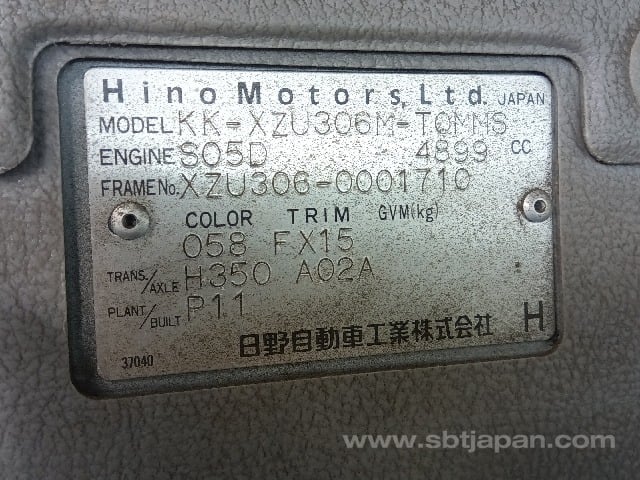 Hino Motors, Ltd. JAPAN
MODEL KK-XZU306M-TQMMS
ENGINE S05D 4899 CC
FRAME No. XZU306-0001710
COLOR TRIM GVM(kg)
058 FX15
TRANS./AXLE H350 A02A
PLANT/BUILT P11
日野自動車工業株式会社 H
37040
www.sbtjapan.com